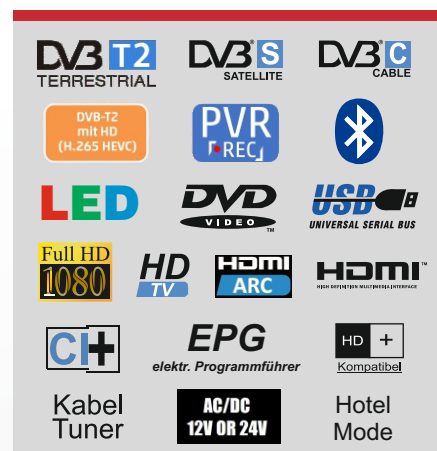 DVB T2
TERRESTRIAL
DVB S
SATELLITE
DVB C
CABLE
DVB-T2
mit HD
(H.265 HEVC)
PVR
REC
LED
DVD
VIDEO
TM
USB
UNIVERSAL SERIAL BUS
Full HD
1080
HD
TV
HDMI
ARC
HDMI
HIGH DEFINITION MULTIMEDIA INTERFACE
CI+
EPG
elektr. Programmführer
HD +
Kompatibel
Kabel
Tuner
AC/DC
12V OR 24V
Hotel
Mode